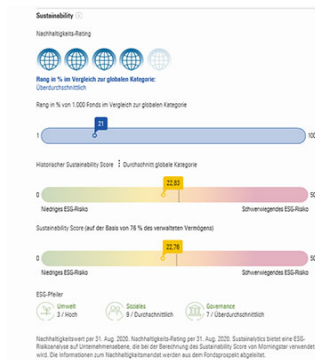 Sustainability
Nachhaltigkeits-Rating
Rang in % im Vergleich zur globalen Kategorie:
Überdurchschnittlich
Rang in % von 1.000 Fonds im Vergleich zur globalen Kategorie
21
1 100
Historischer Sustainability Score Durchschnitt globale Kategorie
22,83
0 50
Niedriges ESG-Risiko Schwerwiegendes ESG-Risiko
Sustainability Score (auf der Basis von 76 % des verwalteten Vermögens)
22,76
0 50
Niedriges ESG-Risiko Schwerwiegendes ESG-Risiko
ESG-Pfeiler
Umwelt Soziales Governance
3 / Hoch 9 / Durchschnittlich 7 / Überdurchschnittlich
Nachhaltigkeitswert per 31. Aug. 2020. Nachhaltigkeits-Rating per 31. Aug. 2020. Sustainalytics bietet eine ESG-
Risikoanalyse auf Unternehmensebene, die bei der Berechnung des Sustainability Score von Morningstar verwendet
wird. Die Informationen zum Nachhaltigkeitsmandat werden aus dem Fondsprospekt abgeleitet.